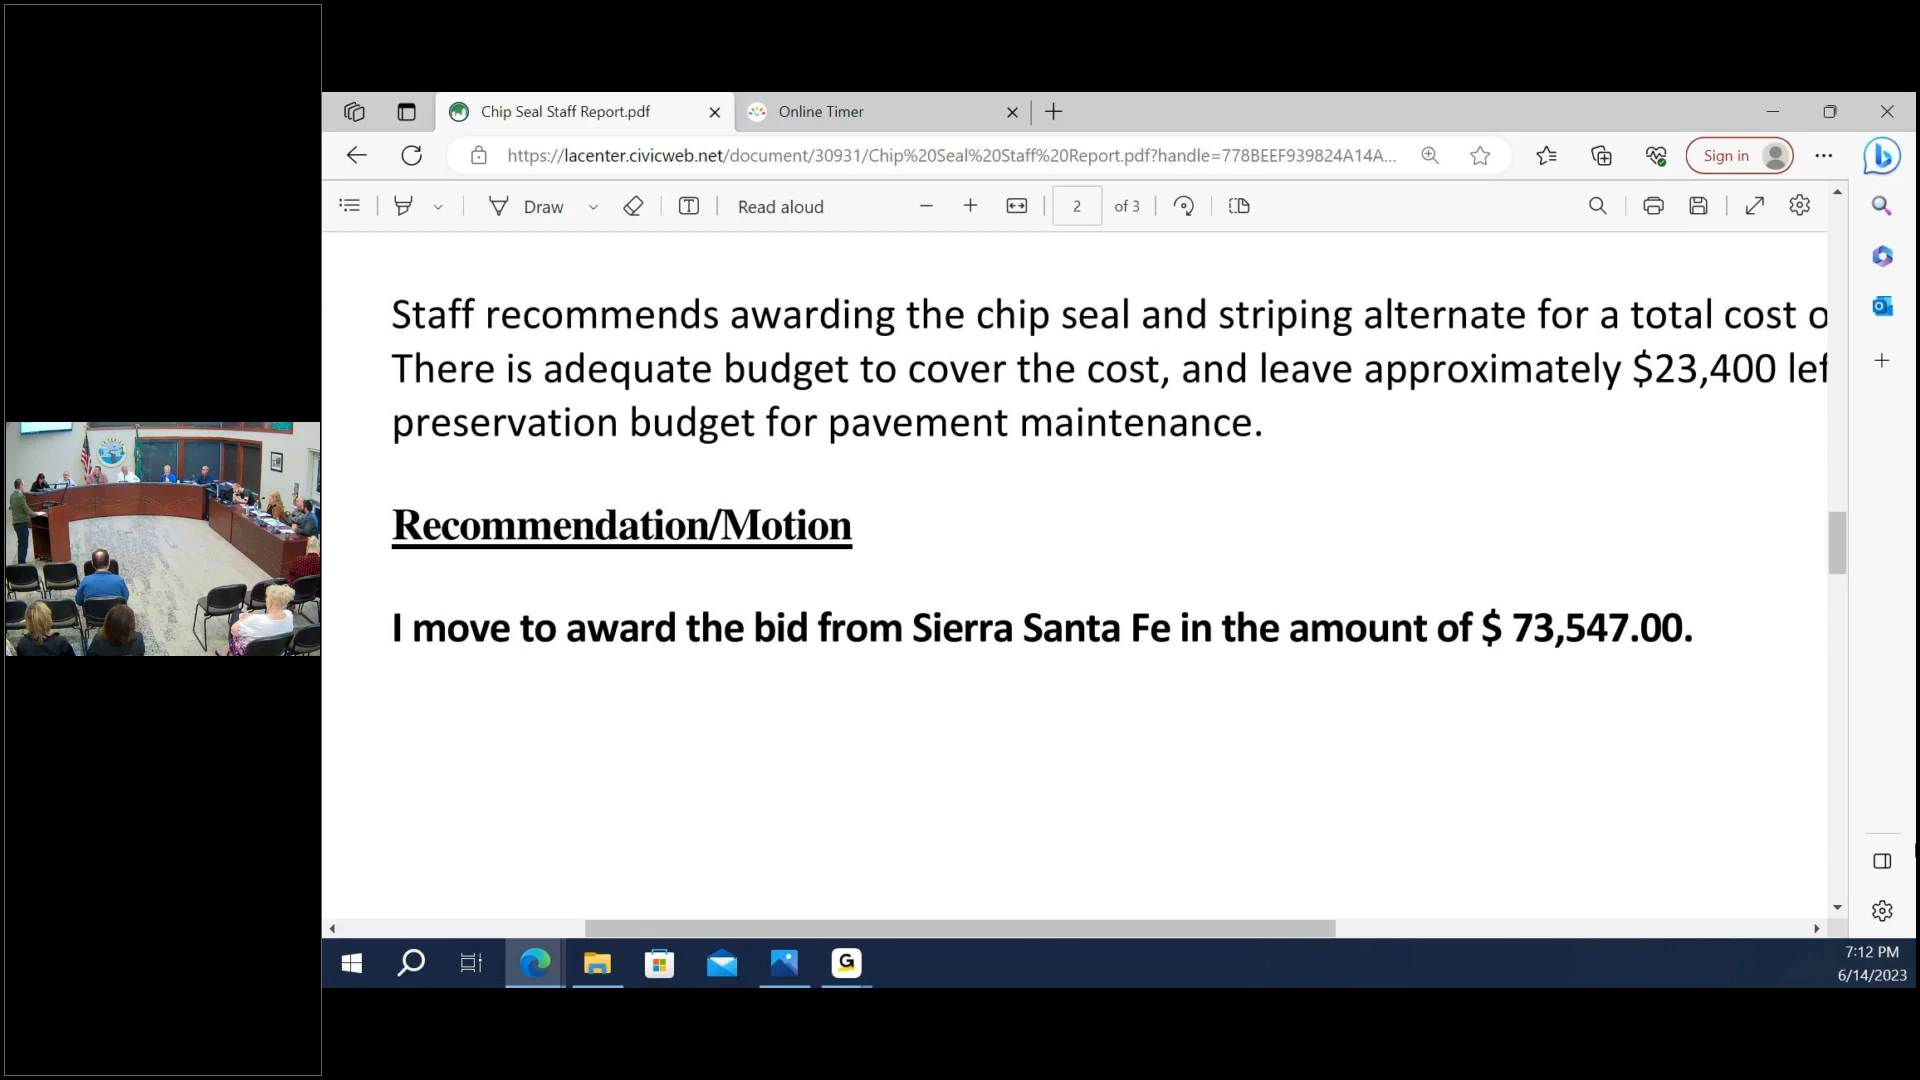 Chip Seal Staff Report.pdf
Online Timer
https://lacenter.civicweb.net/document/30931/Chip%20Seal%20Staff%20Report.pdf?handle=778BEEF939824A14A...
Sign in
Draw
Read aloud
2 of 3
Staff recommends awarding the chip seal and striping alternate for a total cost o
There is adequate budget to cover the cost, and leave approximately $23,400 lef
preservation budget for pavement maintenance.
Recommendation/Motion
I move to award the bid from Sierra Santa Fe in the amount of $ 73,547.00.
G
7:12 PM
6/14/2023